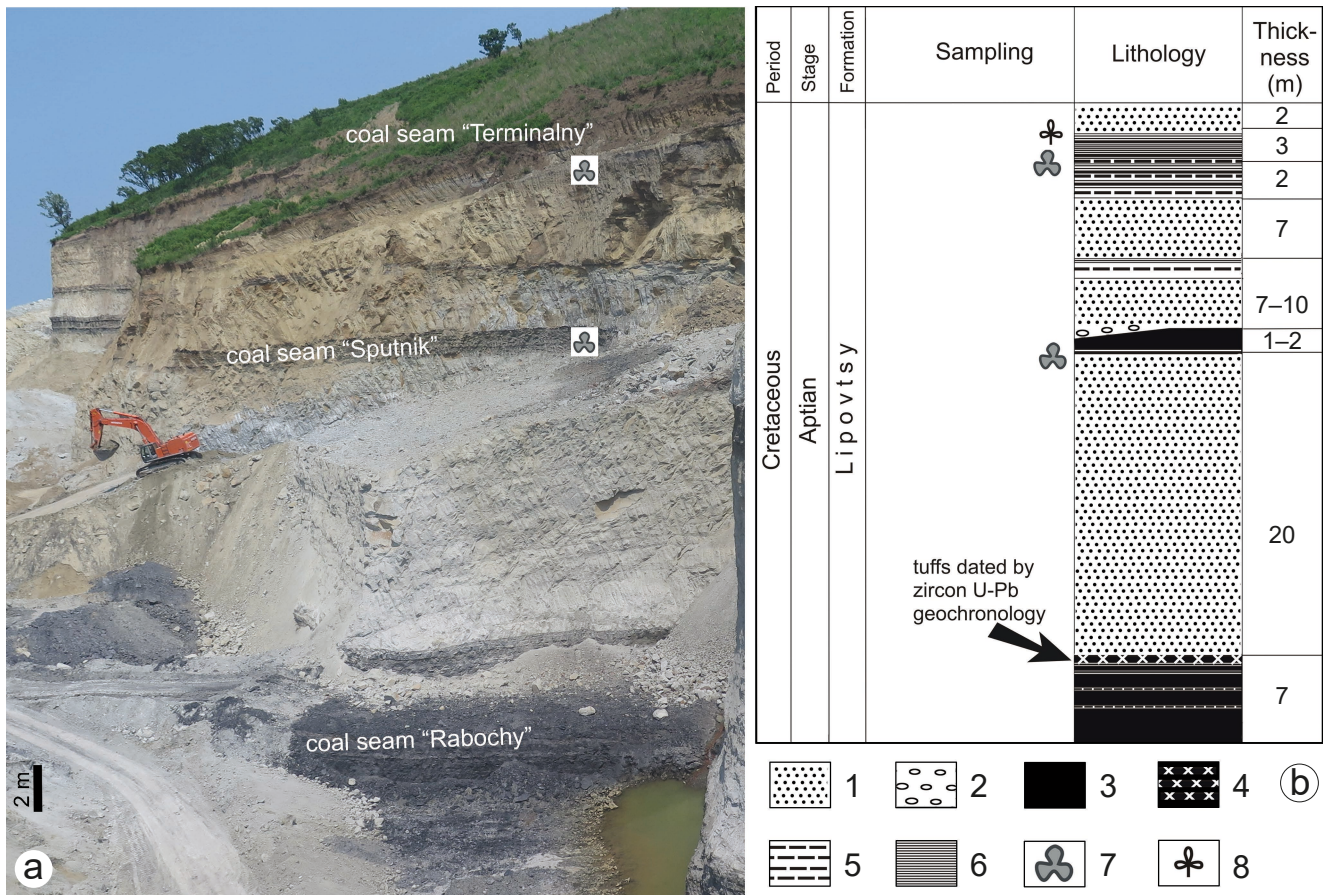 coal seam “Terminalny”
coal seam “Sputnik”
coal seam “Rabochy”
2 m
a
Period
Stage
Formation
Sampling
Lithology
Thick-
ness
(m)
Cretaceous
Aptian
Lipovtsy
2
3
2
7
7–10
1–2
20
7
tuffs dated by
zircon U-Pb
geochronology
1
2
3
4
b
5
6
7
8